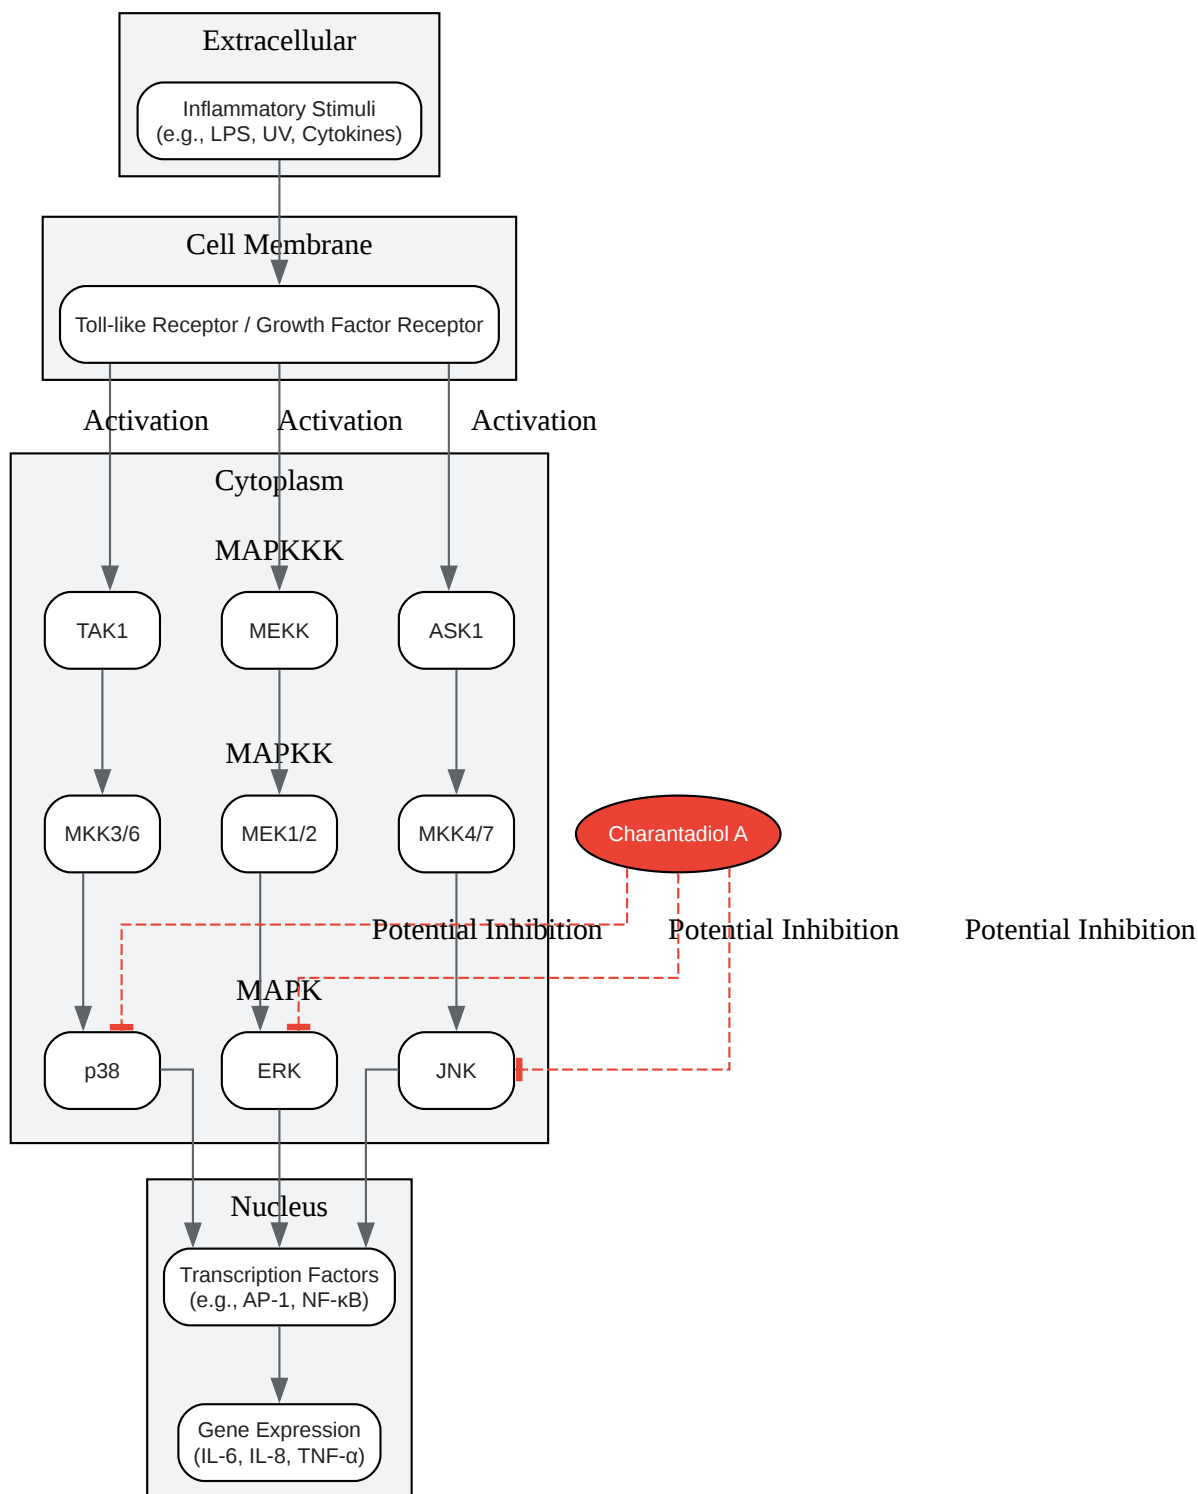 Extracellular
Inflammatory Stimuli
(e.g., LPS, UV, Cytokines)
Cell Membrane
Toll-like Receptor / Growth Factor Receptor
Activation
Activation
Activation
Cytoplasm
MAPKKK
TAK1
MEKK
ASK1
MAPKK
MKK3/6
MEK1/2
MKK4/7
Charantadiol A
Potential Inhibition
Potential Inhibition
Potential Inhibition
MAPK
p38
ERK
JNK
Nucleus
Transcription Factors
(e.g., AP-1, NF-κB)
Gene Expression
(IL-6, IL-8, TNF-α)